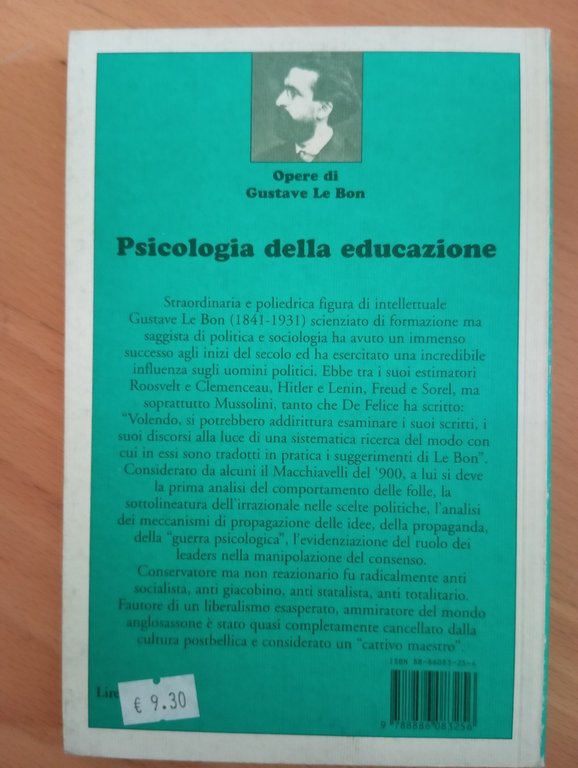 Opere di
Gustave Le Bon
Psicologia della educazione
Straordinaria e poliedrica figura di intellettuale
Gustave Le Bon (1841-1931) scienziato di formazione ma
saggista di politica e sociologia ha avuto un immenso
successo agli inizi del secolo ed ha esercitato una incredibile
influenza sugli uomini politici. Ebbe tra i suoi estimatori
Roosvelt e Clemenceau, Hitler e Lenin, Freud e Sorel, ma
soprattutto Mussolini, tanto che De Felice ha scritto:
"Volendo, si potrebbero addirittura esaminare i suoi scritti, i
suoi discorsi alla luce di una sistematica ricerca del modo con
cui in essi sono tradotti in pratica i suggerimenti di Le Bon".
Considerato da alcuni il Macchiavelli del '900, a lui si deve
la prima analisi del comportamento delle folle, la
sottolineatura dell'irrazionale nelle scelte politiche, l'analisi
dei meccanismi di propagazione delle idee, della propaganda,
della "guerra psicologica", l'evidenziazione del ruolo dei
leaders nella manipolazione del consenso.
Conservatore ma non reazionario fu radicalmente anti
socialista, anti giacobino, anti statalista, anti totalitario.
Fautore di un liberalismo esasperato, ammiratore del mondo
anglosassone è stato quasi completamente cancellato dalla
cultura postbellica e considerato un "cattivo maestro".
ISBN 88-86083-25-6
Lire
€ 9.30
9 788886 083256